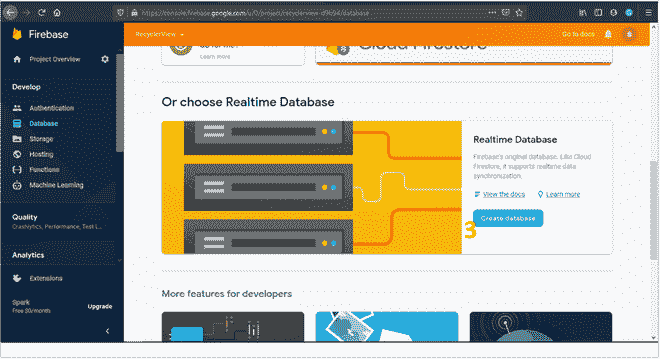 https://console.firebase.google.com/u/0/project/recyclerview-
/database
Firebase
RecyclerView
Go to docs
Project Overview
Learn more
Cloud Firestore
Develop
Or choose Realtime Database
Authentication
Database
Storage
Hosting
Functions
Machine Learning
Realtime Database
Firebase's original database. Like Cloud
Firestore, it supports realtime data
synchronization.
View the docs
Learn more
Create database
3
Quality
Crashlytics, Performance, Test L...
Analytics
Extensions
More features for developers
Spark
Free $0/month
Upgrade